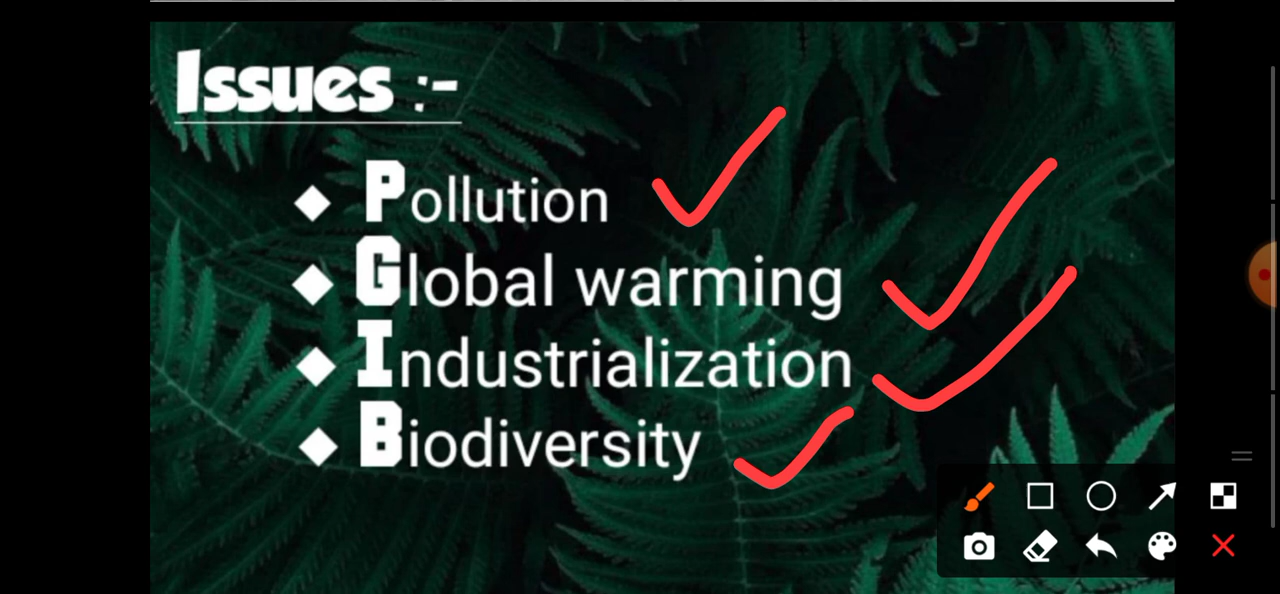 Issues :-
Pollution
Global warming
Industrialization
Biodiversity